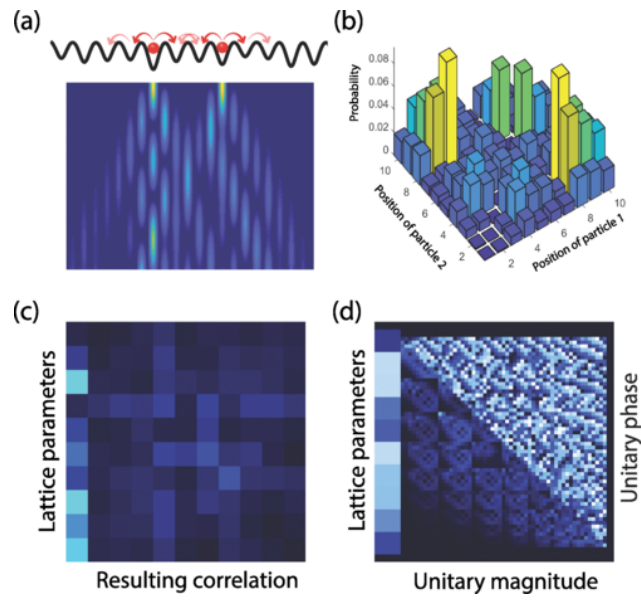 (a)
(b)
Probability
0.08
0.06
0.04
0.02
0
10
8
6
4
2
Position of particle 2
2
4
6
8
10
Position of particle 1
(c)
Lattice parameters
Resulting correlation
(d)
Lattice parameters
Unitary phase
Unitary magnitude